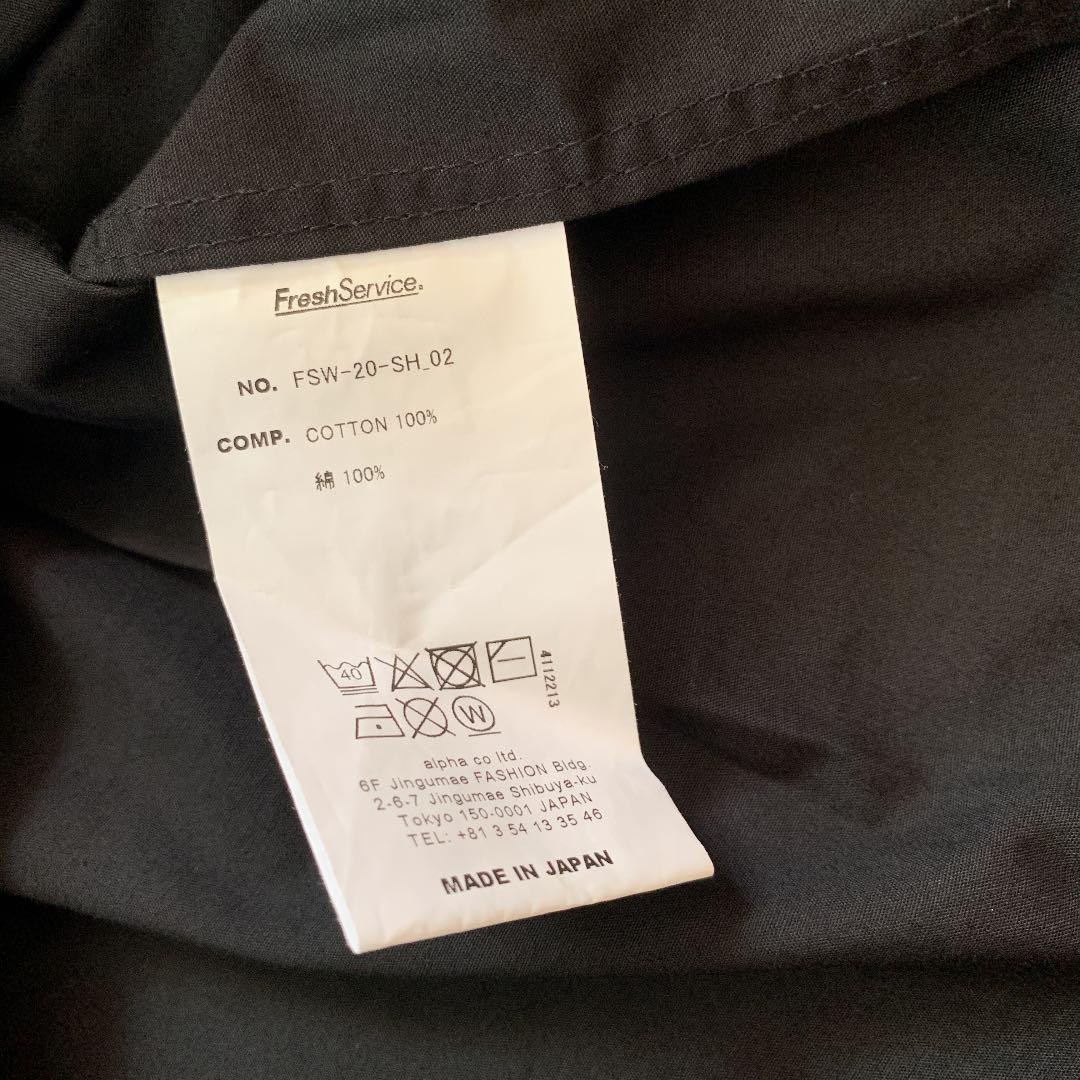 FreshService®
NO. FSW-20-SH_02
COMP. COTTON 100%
綿 100%
40
4112213
W
alpha co ltd.
6F Jingumae FASHION Bldg.
2-6-7 Jingumae Shibuya-ku
Tokyo 150-0001 JAPAN
TEL: +81 3 54 13 35 46
MADE IN JAPAN